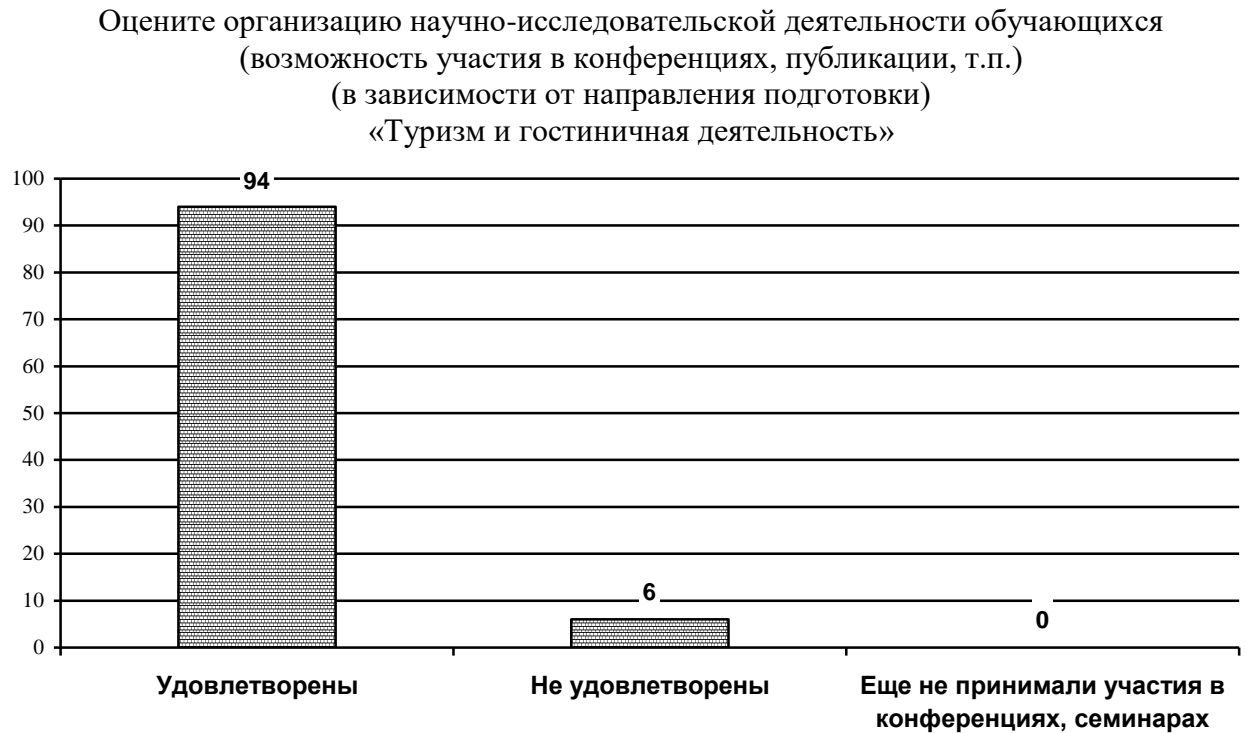 Оцените организацию научно-исследовательской деятельности обучающихся
(возможность участия в конференциях, публикации, т.п.)
(в зависимости от направления подготовки)
«Туризм и гостиничная деятельность»
100
94
90
80
70
60
50
40
30
20
10
6
0
0
Удовлетворены
Не удовлетворены
Еще не принимали участия в
конференциях, семинарах